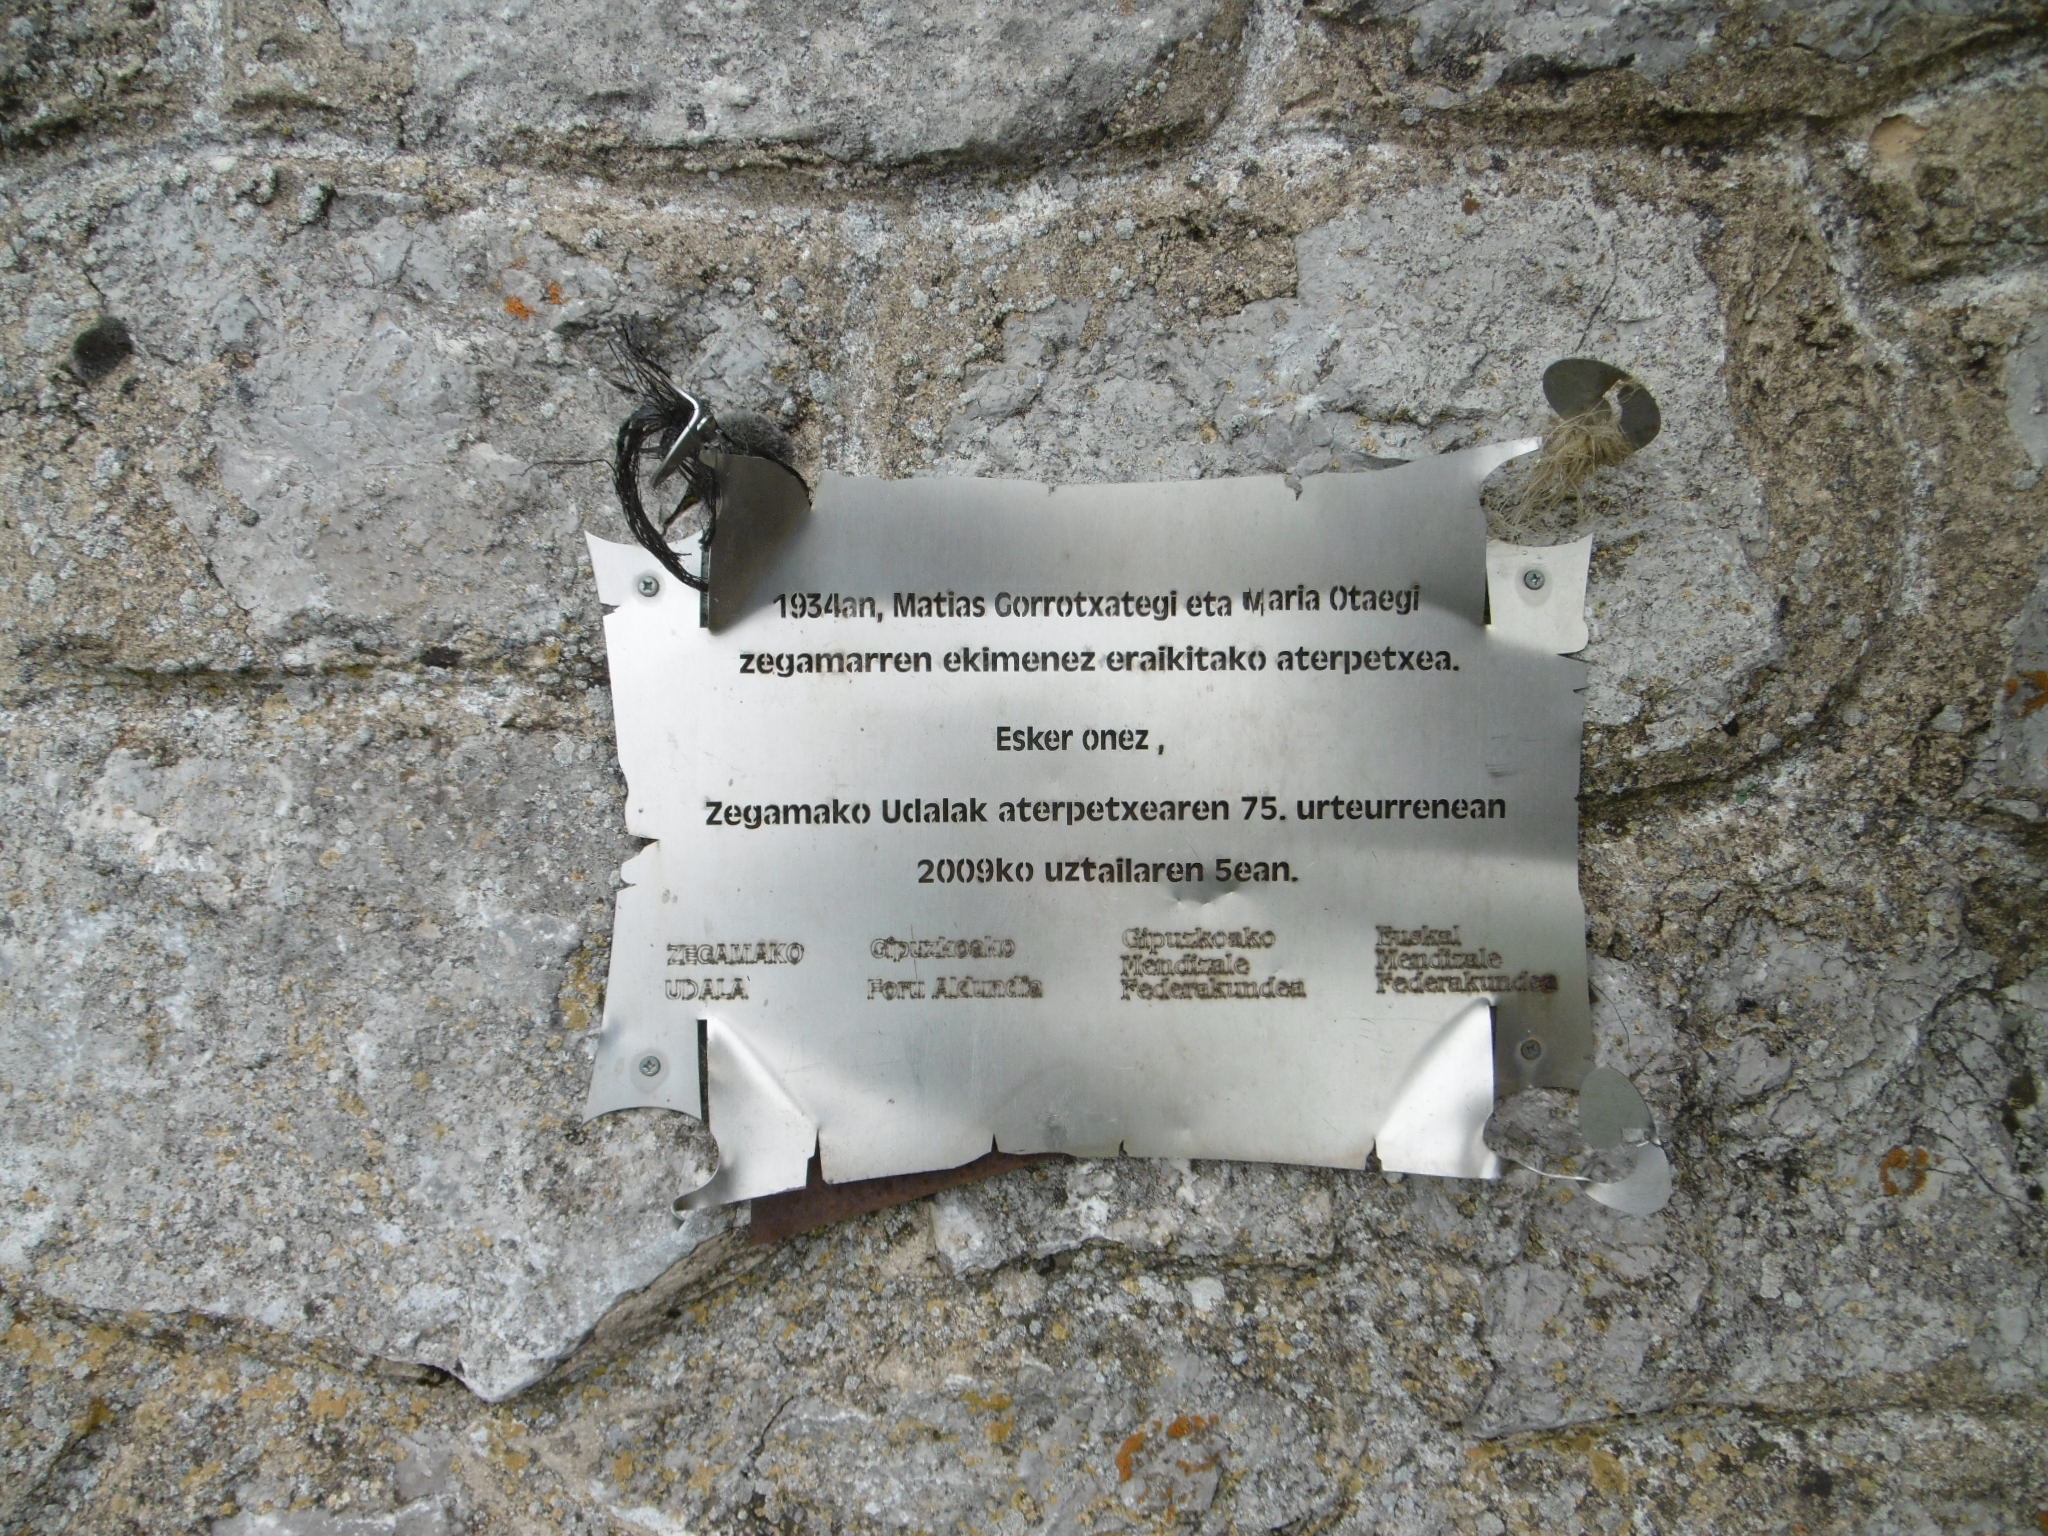 1934an, Matias Gorrotxategi eta Maria Otaegi
zegamarren ekimenez eraikitako aterpetxea.
Esker onez ,
Zegamako Udalak aterpetxearen 75. urteurrenean
2009ko uztailaren 5ean.
ZEGAMAKO
UDALA
Gipuzkoako
Foru Aldundia
Gipuzkoako
Mendizale
Federakundea
Euskal
Mendizale
Federakundea